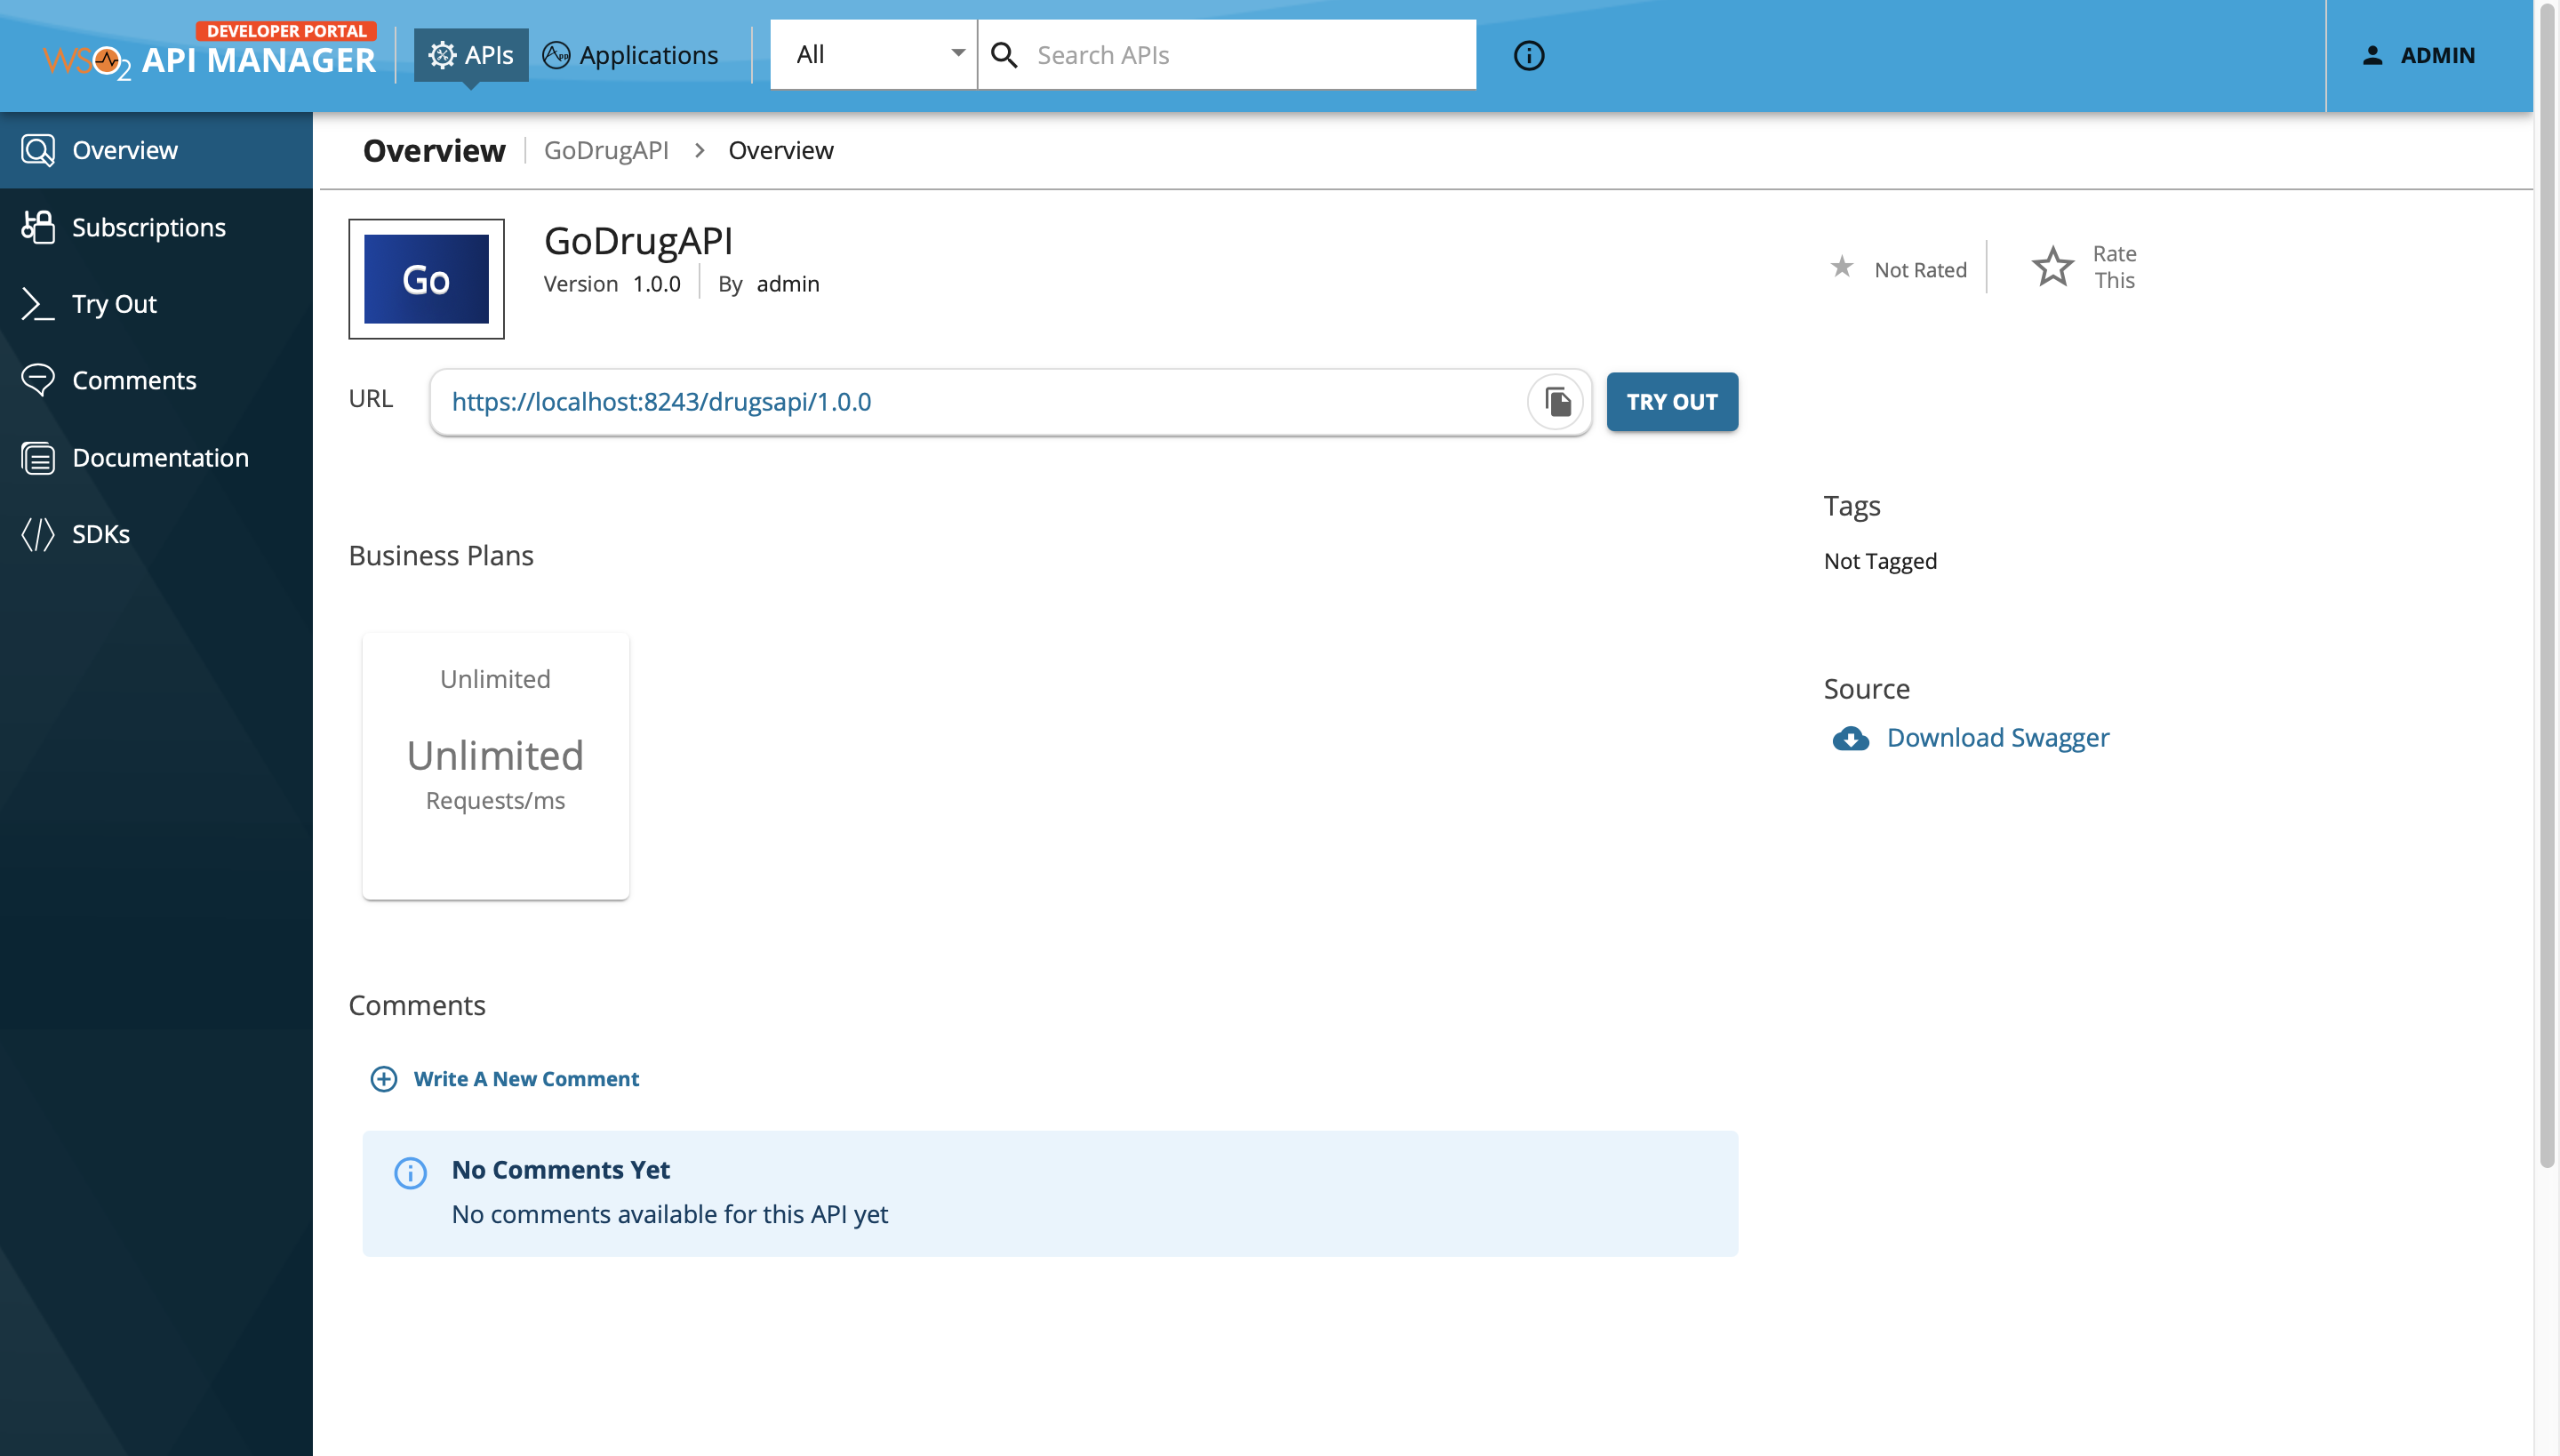 DEVELOPER PORTAL
WSO2 API MANAGER
APIs
App
Applications
All
Search APIs
ADMIN
Overview
Subscriptions
Try Out
Comments
Documentation
SDKs
Overview
GoDrugAPI > Overview
Go
GoDrugAPI
Version 1.0.0 By admin
Not Rated
Rate
This
URL
https://localhost:8243/drugsapi/1.0.0
TRY OUT
Business Plans
Unlimited
Unlimited
Requests/ms
Tags
Not Tagged
Source
Download Swagger
Comments
Write A New Comment
No Comments Yet
No comments available for this API yet